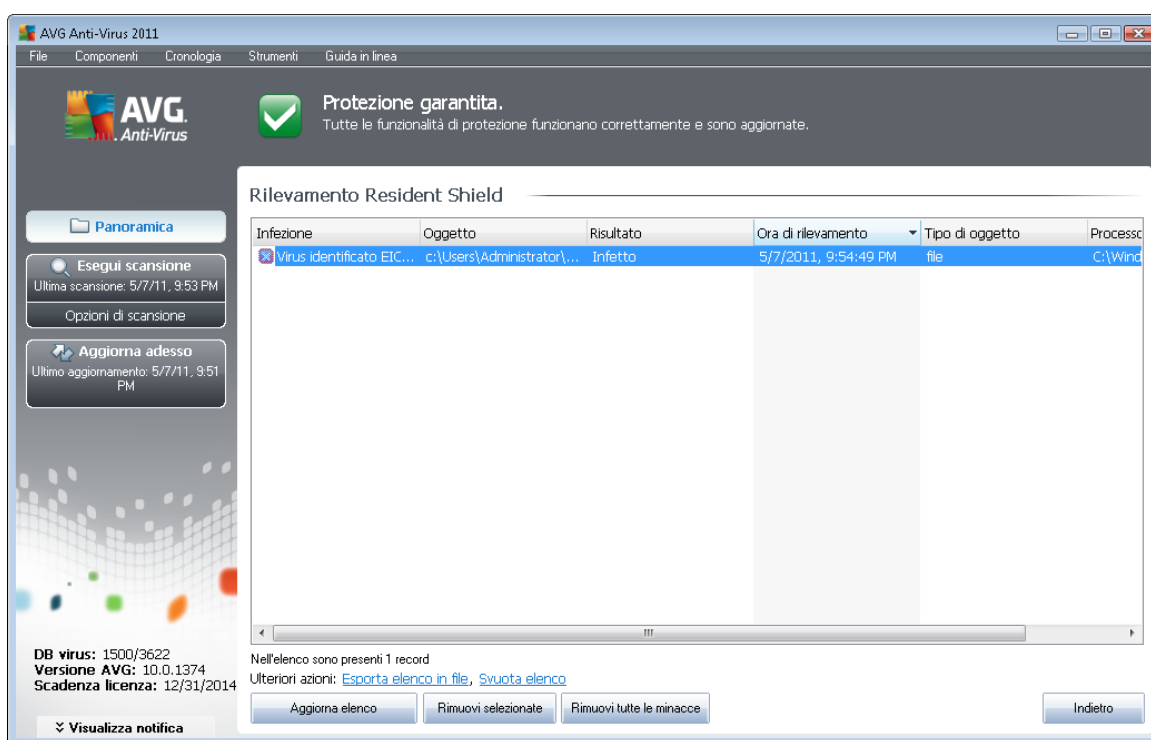 AVG Anti-Virus 2011
File Componenti Cronologia Strumenti Guida in linea
AVG.
Anti-Virus
Protezione garantita.
Tutte le funzionalità di protezione funzionano correttamente e sono aggiornate.
Panoramica
Esegui scansione
Ultima scansione: 5/7/11, 9:53 PM
Opzioni di scansione
Aggiorna adesso
Ultimo aggiornamento: 5/7/11, 9:51
PM
DB virus: 1500/3622
Versione AVG: 10.0.1374
Scadenza licenza: 12/31/2014
Visualizza notifica
Rilevamento Resident Shield
Infezione Oggetto Risultato Ora di rilevamento Tipo di oggetto Processo
Virus identificato EIC... c:\Users\Administrator\... Infetto 5/7/2011, 9:54:49 PM file C:\Wind
Nell'elenco sono presenti 1 record
Ulteriori azioni: Esporta elenco in file, Svuota elenco
Aggiorna elenco Rimuovi selezionate Rimuovi tutte le minacce Indietro